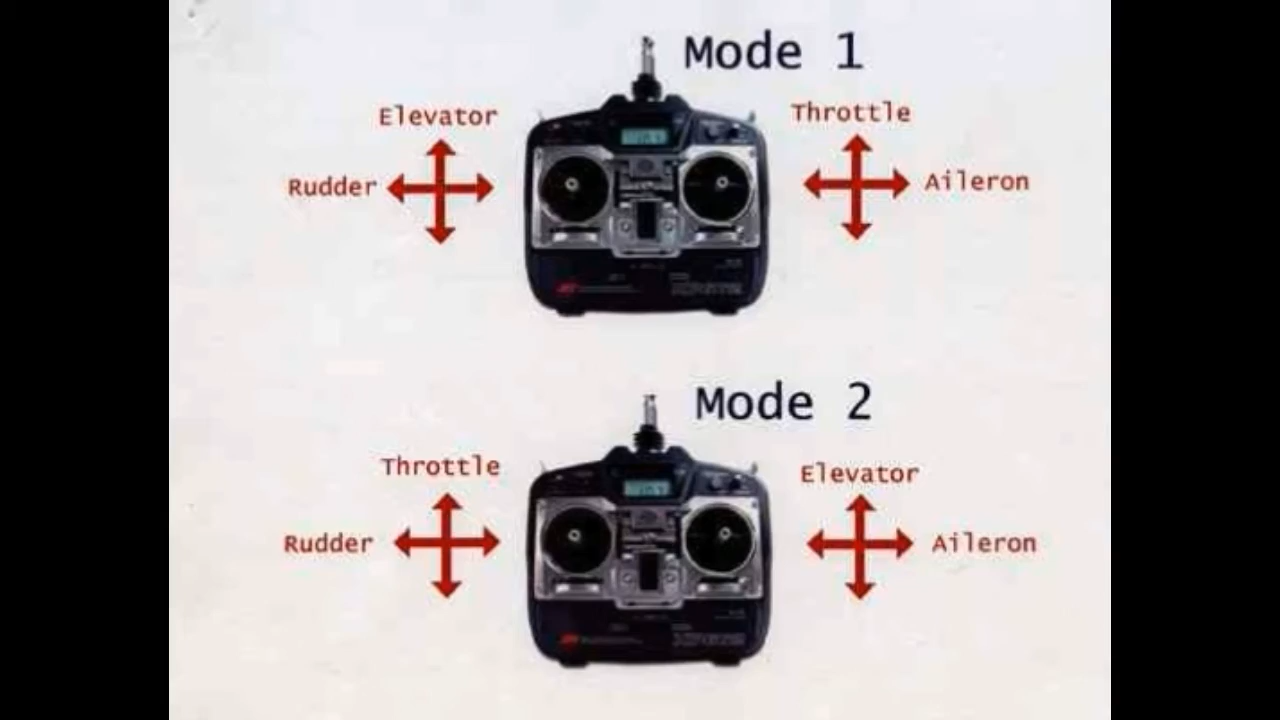 Mode 1
Elevator
Throttle
Rudder
Aileron
Mode 2
Throttle
Elevator
Rudder
Aileron